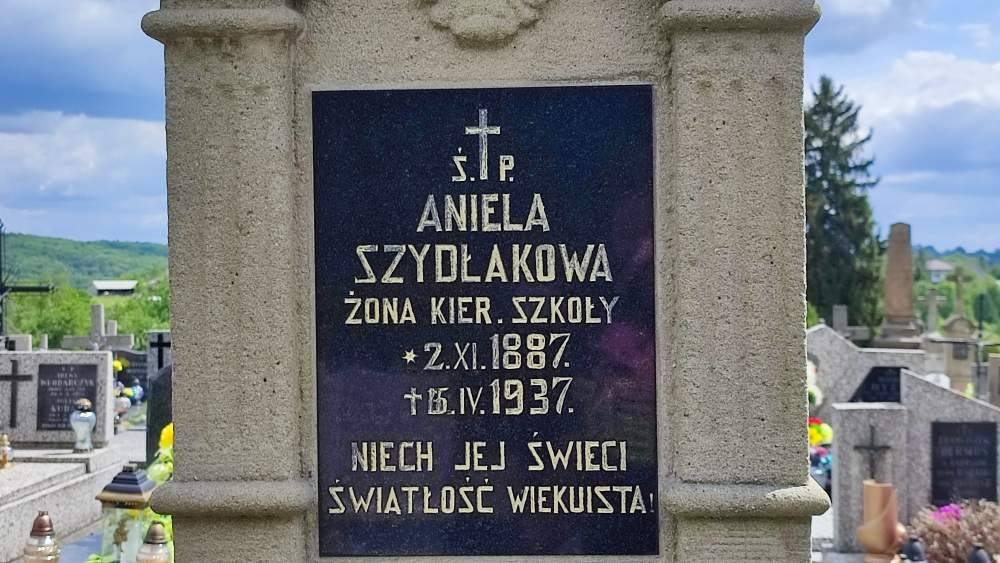 Ś. P.
ANIELA
SZYDŁAKOWA
ŻONA KIER. SZKOŁY
* 2.XI.1887.
† 15.IV.1937.
NIECH JEJ ŚWIECI
ŚWIATŁOŚĆ WIEKUISTA!